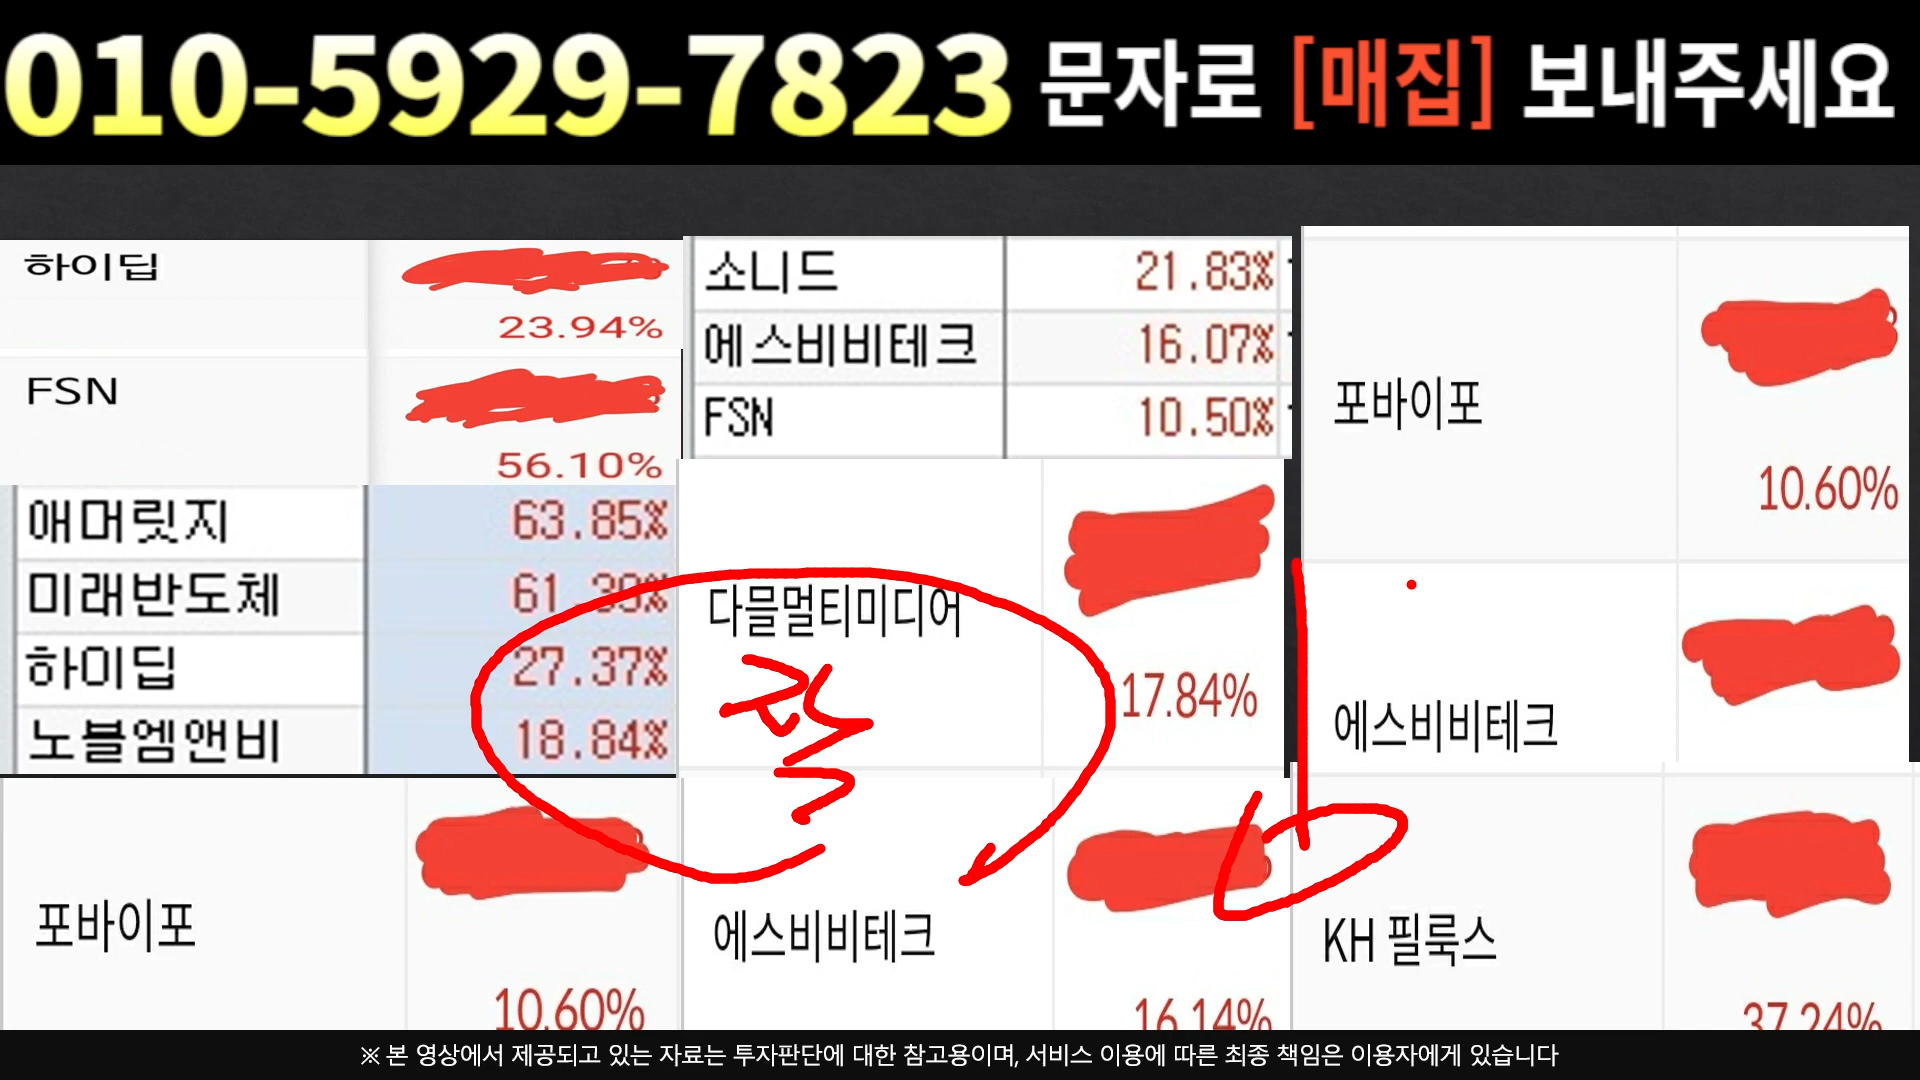 010-5929-7823 문자로 [매집] 보내주세요
하이딥
23.94%
FSN
56.10%
애머릿지 63.85%
미래반도체 61.39%
하이딥 27.37%
노블엠앤비 18.84%
소니드 21.83%
에스비비테크 16.07%
FSN 10.50%
다믈멀티미디어
17.84%
포바이포
10.60%
에스비비테크
포바이포
10.60%
에스비비테크
16.14%
KH 필룩스
37.24%
※ 본 영상에서 제공되고 있는 자료는 투자판단에 대한 참고용이며, 서비스 이용에 따른 최종 책임은 이용자에게 있습니다